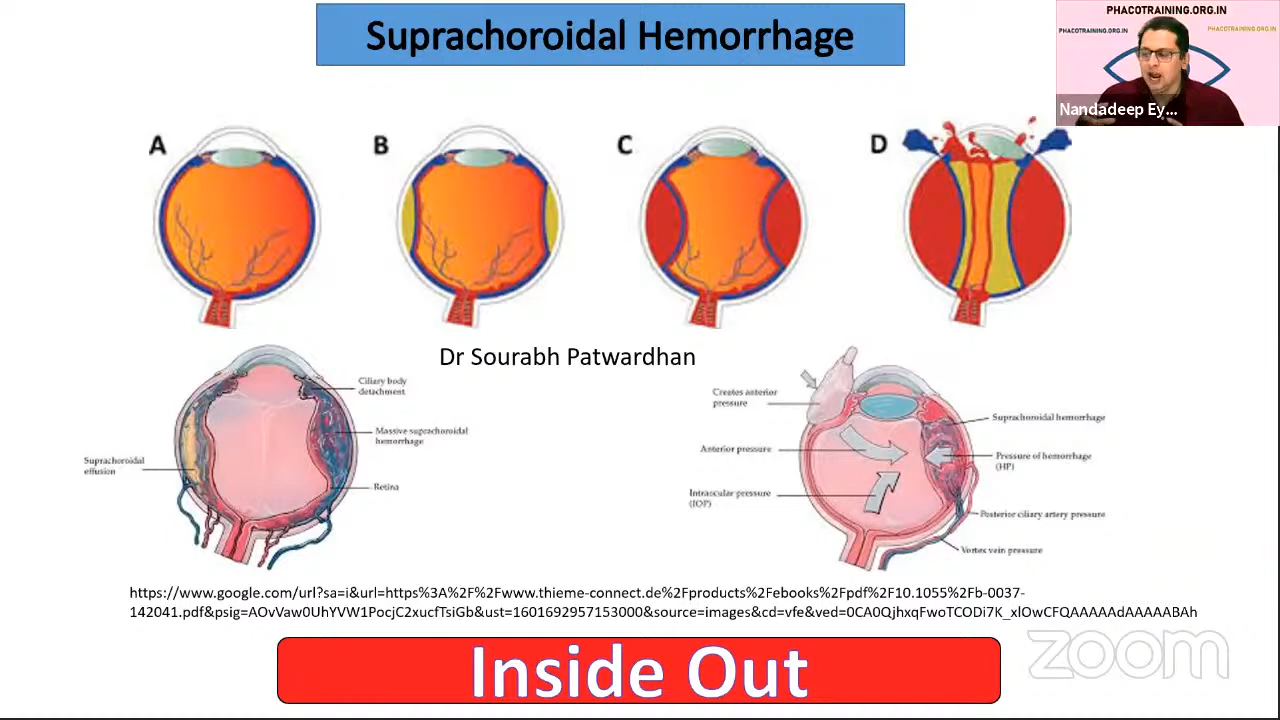 Suprachoroidal Hemorrhage
PHACOTRAINING.ORG.IN
PHACOTRAINING.ORG.IN
PHACOTRAINING.ORG.IN
Nandadeep Ey...
A
B
C
D
Dr Sourabh Patwardhan
Ciliary body
detachment
Massive suprachoroidal
hemorrhage
Suprachoroidal
effusion
Retina
Creates anterior
pressure
Suprachoroidal hemorrhage
Anterior pressure
Pressure of hemorrhage
(HP)
Intraocular pressure
(IOP)
Posterior ciliary artery pressure
Vortex vein pressure
https://www.google.com/url?sa=i&url=https%3A%2F%2Fwww.thieme-connect.de%2Fproducts%2Febooks%2Fpdf%2F10.1055%2Fb-0037-
142041.pdf&psig=AOvVaw0UhYVW1PocjC2xucfTsiGb&ust=1601692957153000&source=images&cd=vfe&ved=0CA0QjhxqFwoTCODi7K_xlOwCFQAAAAAdAAAAABAh
zoom
Inside Out